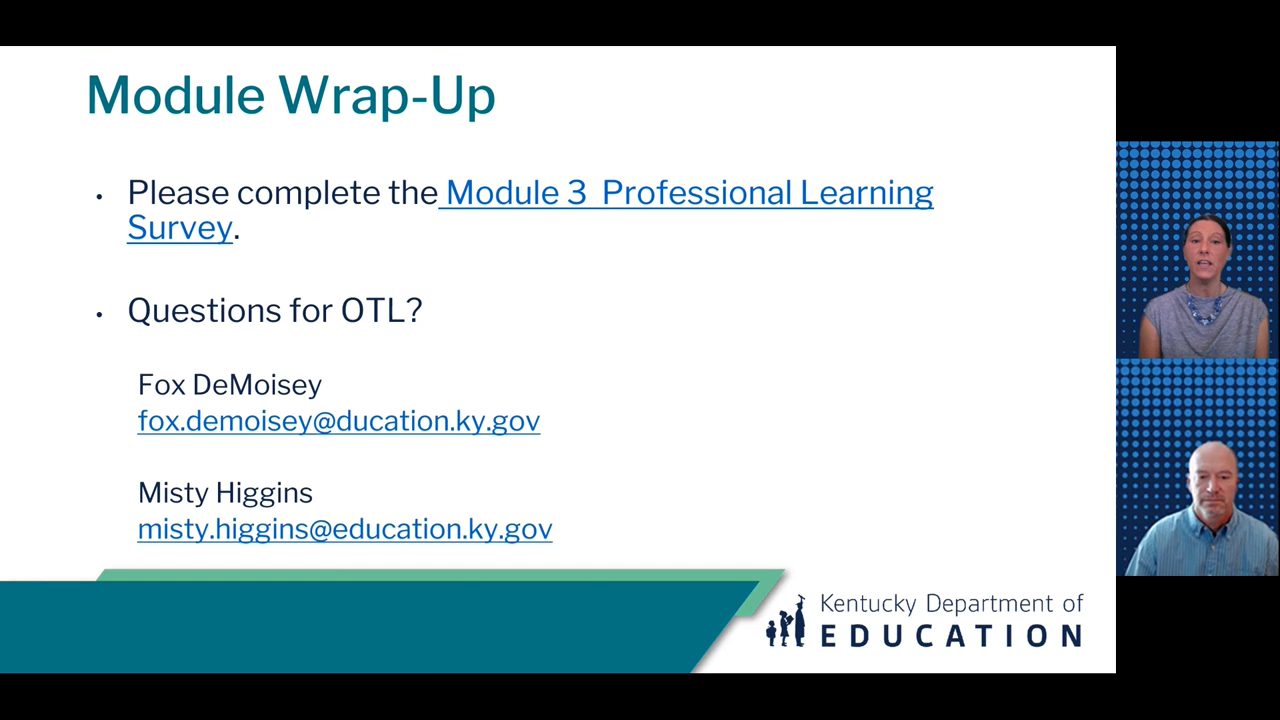 Module Wrap-Up
• Please complete the Module 3  Professional Learning
Survey.
• Questions for OTL?
Fox DeMoisey
fox.demoisey@ducation.ky.gov
Misty Higgins
misty.higgins@education.ky.gov
Kentucky Department of
EDUCATION